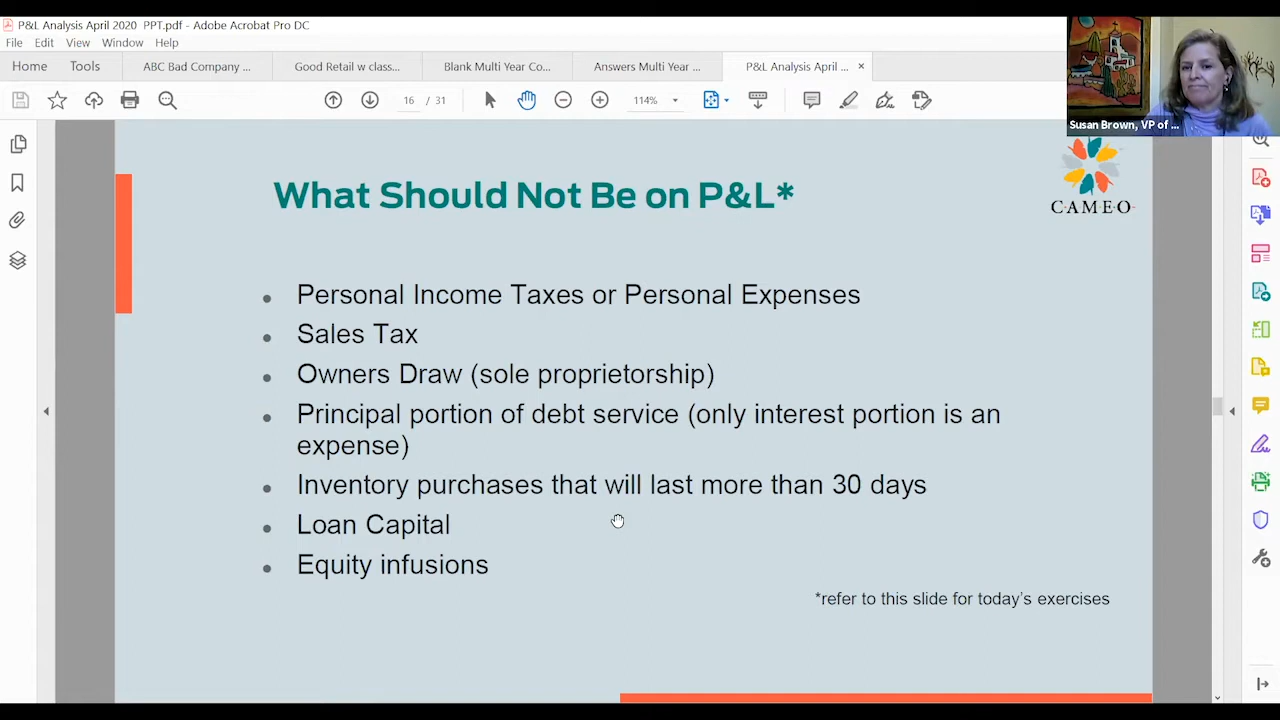 P&L Analysis April 2020 PPT.pdf - Adobe Acrobat Pro DC
File Edit View Window Help
Home Tools ABC Bad Company ... Good Retail w class... Blank Multi Year Co... Answers Multi Year ... P&L Analysis April ... ×
16 / 31 114%
Susan Brown, VP of ...
CAMEO
What Should Not Be on P&L*
• Personal Income Taxes or Personal Expenses
• Sales Tax
• Owners Draw (sole proprietorship)
• Principal portion of debt service (only interest portion is an
expense)
• Inventory purchases that will last more than 30 days
• Loan Capital
• Equity infusions
*refer to this slide for today's exercises